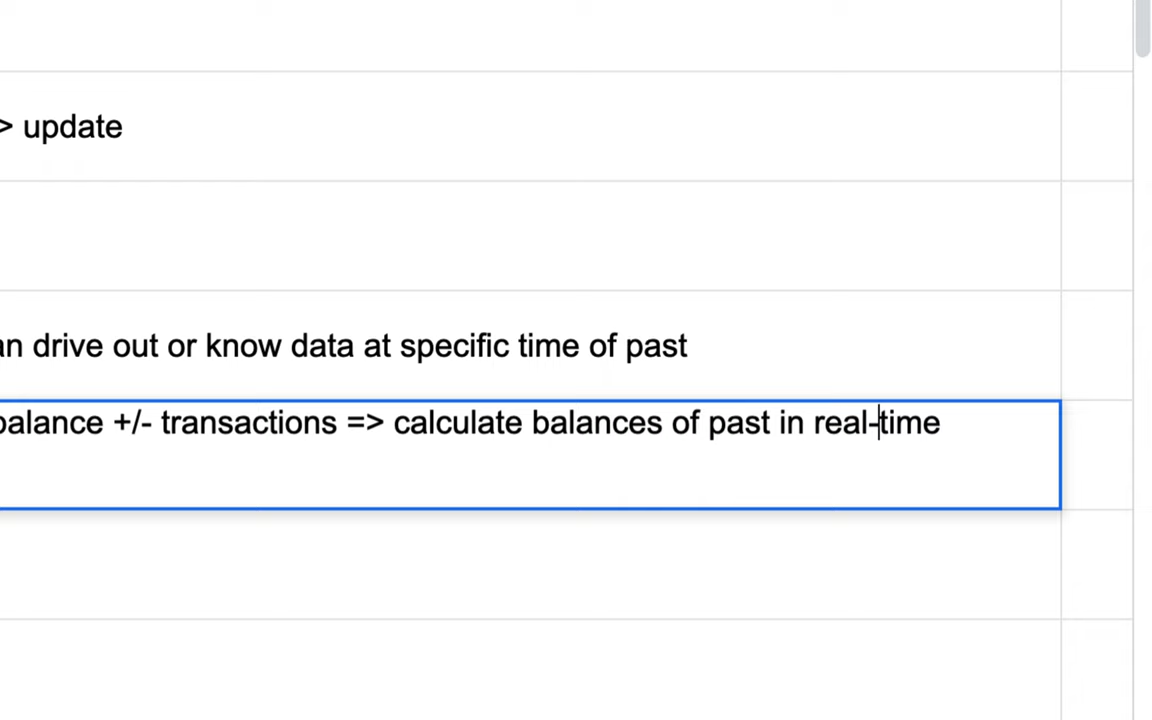 > update
an drive out or know data at specific time of past
balance +/- transactions => calculate balances of past in real-time